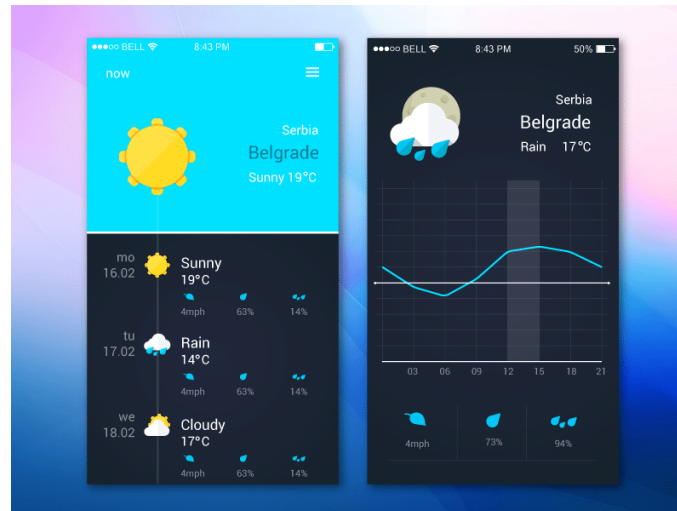 BELL 8:43 PM
now
Serbia
Belgrade
Sunny 19°C
mo
16.02
Sunny
19°C
4mph 63% 14%
tu
17.02
Rain
14°C
4mph 63% 14%
we
18.02
Cloudy
17°C
4mph 63% 14%
BELL 8:43 PM 50%
Serbia
Belgrade
Rain 17°C
03 06 09 12 15 18 21
4mph 73% 94%